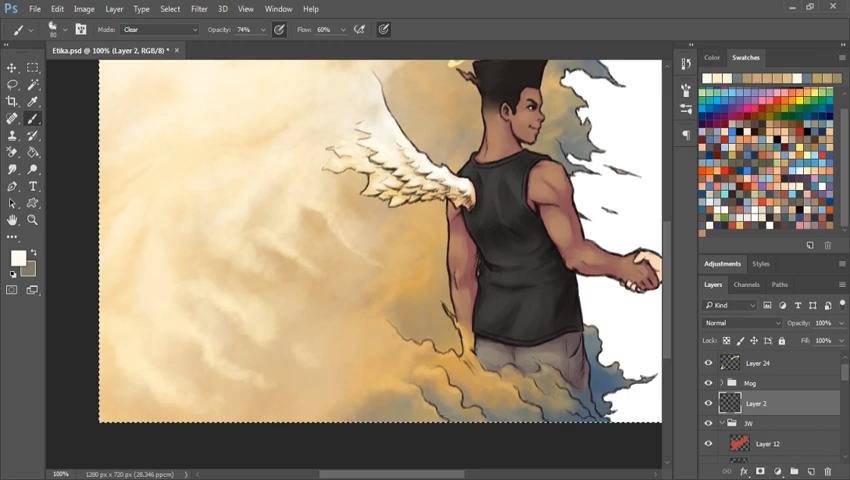 Ps File Edit Image Layer Type Select Filter 3D View Window Help
80 Mode: Clear Opacity: 74% Flow: 60%
Etika.psd @ 100% (Layer 2, RGB/8) * ×
Color Swatches
Adjustments Styles
Layers Channels Paths
Kind
Normal Opacity: 100%
Lock: Fill: 100%
Layer 24
Mog
Layer 2
JW
Layer 12
100% 1280 px x 720 px (28.346 ppcm)
fx